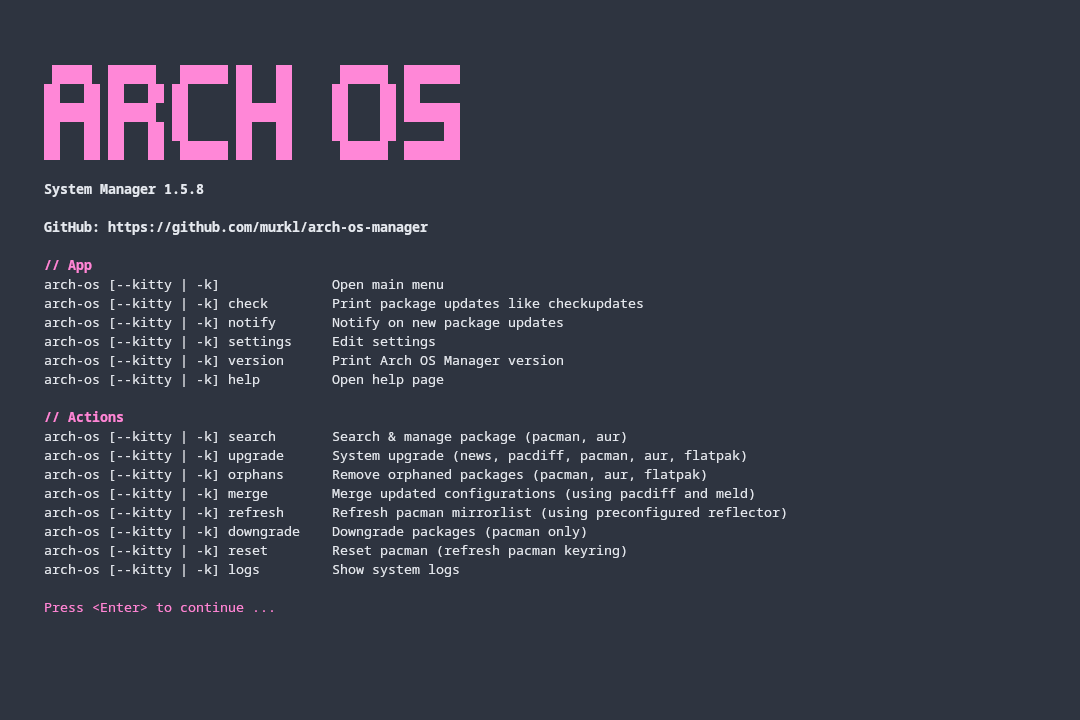 ARCH OS
System Manager 1.5.8
GitHub: https://github.com/murkl/arch-os-manager
// App
arch-os [--kitty | -k]              Open main menu
arch-os [--kitty | -k] check        Print package updates like checkupdates
arch-os [--kitty | -k] notify       Notify on new package updates
arch-os [--kitty | -k] settings     Edit settings
arch-os [--kitty | -k] version      Print Arch OS Manager version
arch-os [--kitty | -k] help         Open help page
// Actions
arch-os [--kitty | -k] search       Search & manage package (pacman, aur)
arch-os [--kitty | -k] upgrade      System upgrade (news, pacdiff, pacman, aur, flatpak)
arch-os [--kitty | -k] orphans      Remove orphaned packages (pacman, aur, flatpak)
arch-os [--kitty | -k] merge        Merge updated configurations (using pacdiff and meld)
arch-os [--kitty | -k] refresh      Refresh pacman mirrorlist (using preconfigured reflector)
arch-os [--kitty | -k] downgrade    Downgrade packages (pacman only)
arch-os [--kitty | -k] reset        Reset pacman (refresh pacman keyring)
arch-os [--kitty | -k] logs         Show system logs
Press <Enter> to continue ...